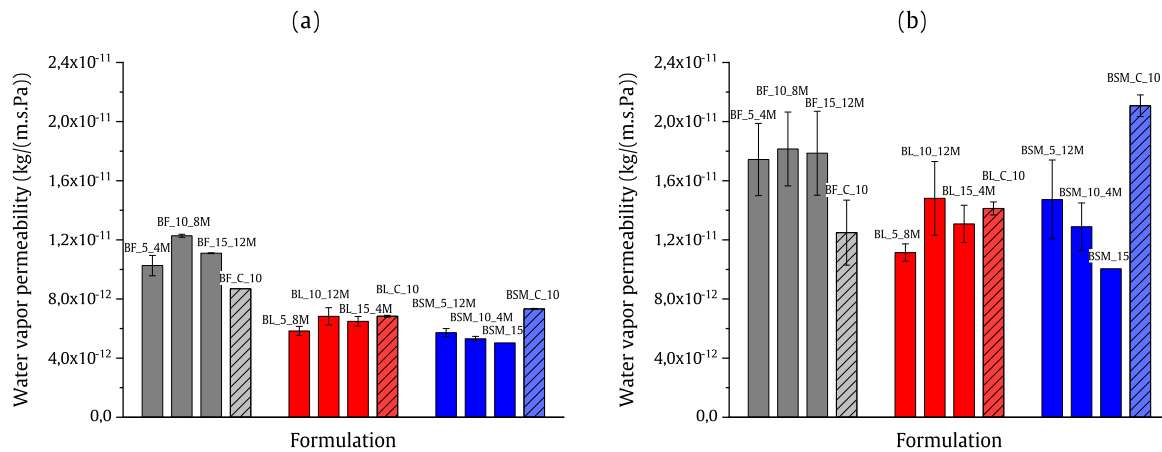 (a)
Water vapor permeability (kg/(m.s.Pa))
2,4x10⁻¹¹
2,0x10⁻¹¹
1,6x10⁻¹¹
1,2x10⁻¹¹
8,0x10⁻¹²
4,0x10⁻¹²
0,0
BF_5_4M
BF_10_8M
BF_15_12M
BF_C_10
BL_5_8M
BL_10_12M
BL_15_4M
BL_C_10
BSM_5_12M
BSM_10_4M
BSM_15
BSM_C_10
Formulation
(b)
Water vapor permeability (kg/(m.s.Pa))
2,4x10⁻¹¹
2,0x10⁻¹¹
1,6x10⁻¹¹
1,2x10⁻¹¹
8,0x10⁻¹²
4,0x10⁻¹²
0,0
BF_5_4M
BF_10_8M
BF_15_12M
BF_C_10
BL_5_8M
BL_10_12M
BL_15_4M
BL_C_10
BSM_5_12M
BSM_10_4M
BSM_15
BSM_C_10
Formulation